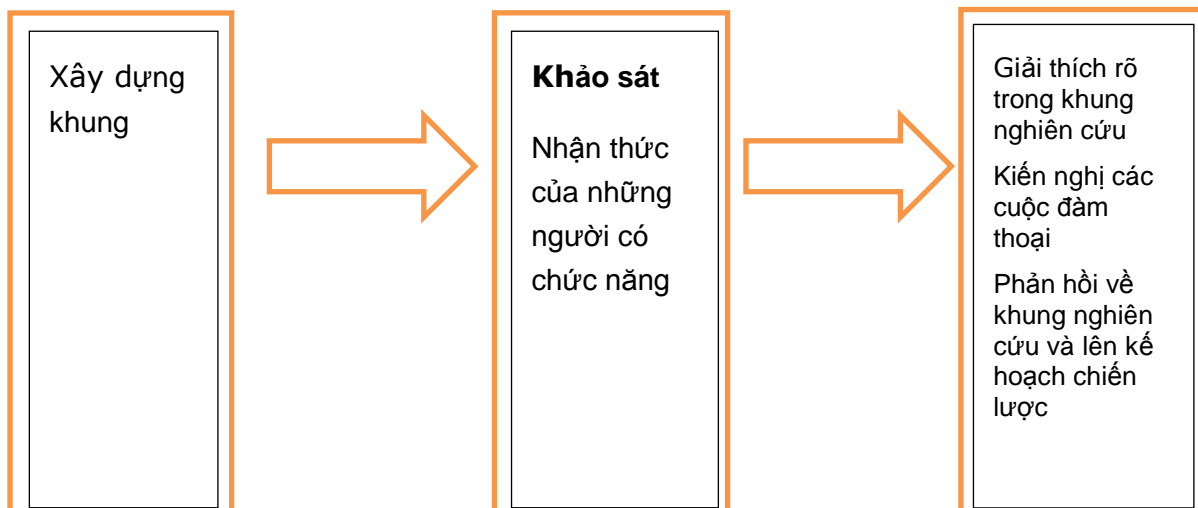 Xây dựng
khung
Khảo sát
Nhận thức
của những
người có
chức năng
Giải thích rõ
trong khung
nghiên cứu
Kiến nghị các
cuộc đàm
thoại
Phản hồi về
khung nghiên
cứu và lên kế
hoạch chiến
lược